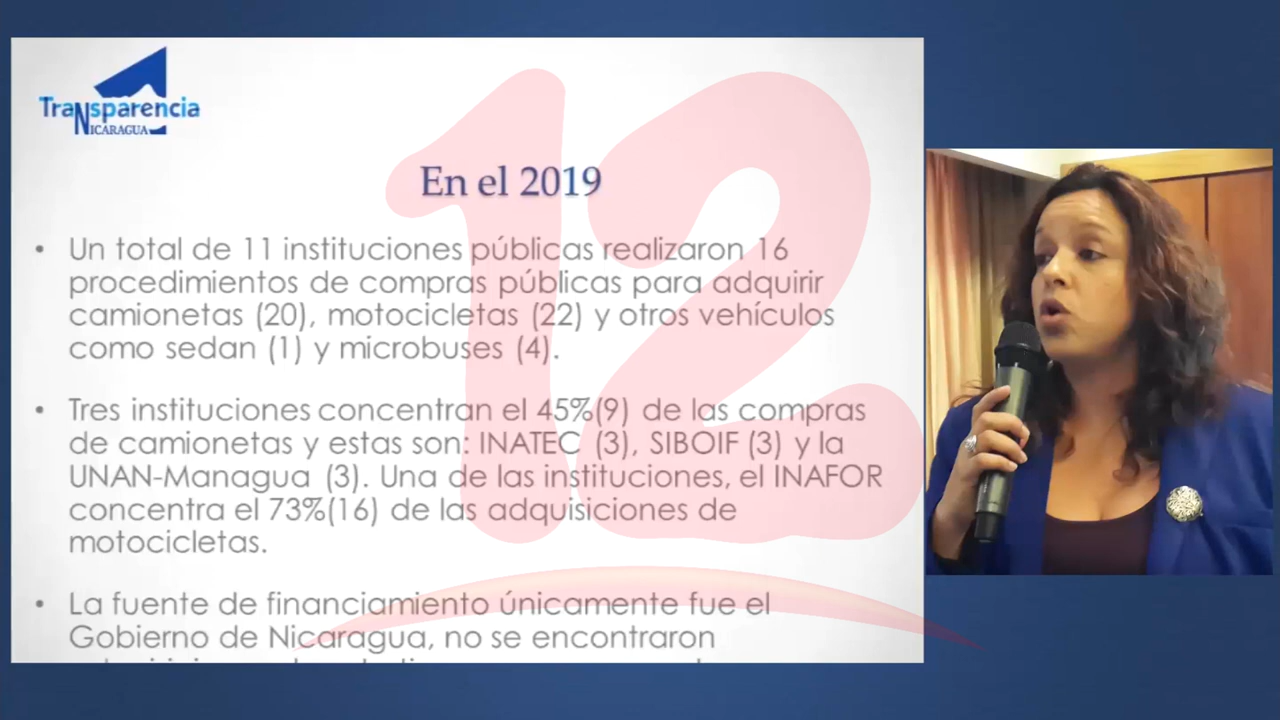 Transparencia
NICARAGUA
12
En el 2019
• Un total de 11 instituciones públicas realizaron 16
procedimientos de compras públicas para adquirir
camionetas (20), motocicletas (22) y otros vehículos
como sedan (1) y microbuses (4).
• Tres instituciones concentran el 45%(9) de las compras
de camionetas y estas son: INATEC (3), SIBOIF (3) y la
UNAN-Managua (3). Una de las instituciones, el INAFOR
concentra el 73%(16) de las adquisiciones de
motocicletas.
• La fuente de financiamiento únicamente fue el
Gobierno de Nicaragua, no se encontraron